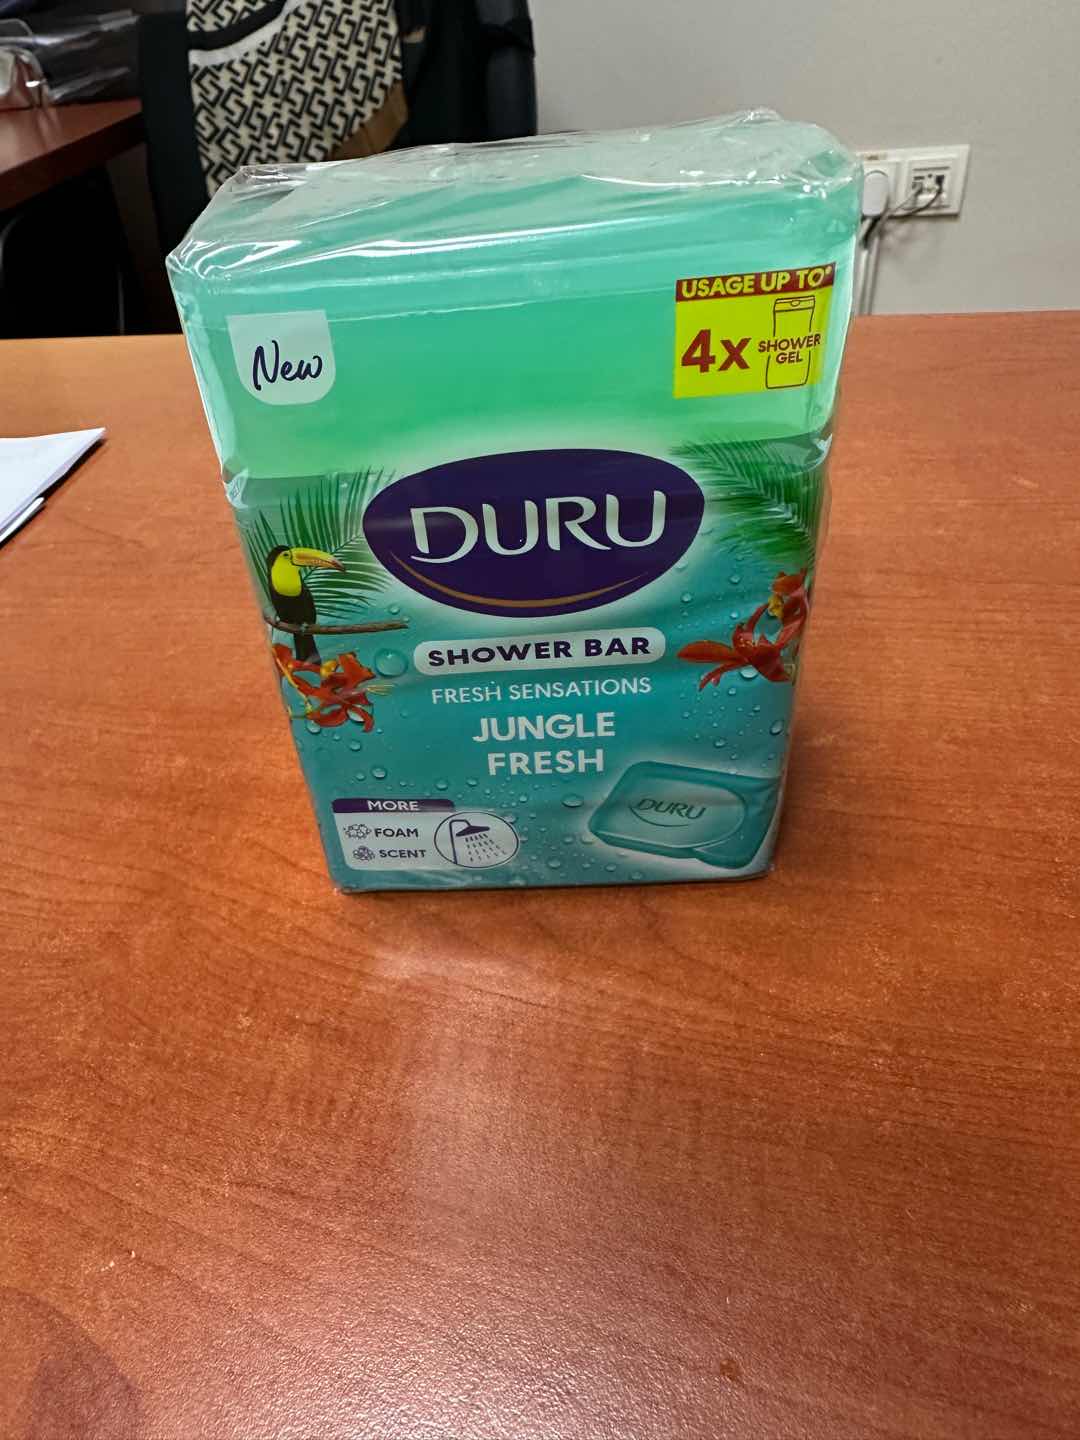 USAGE UP TO*
4x SHOWER
GEL
New
DURU
SHOWER BAR
FRESH SENSATIONS
JUNGLE
FRESH
MORE
FOAM
SCENT
DURU